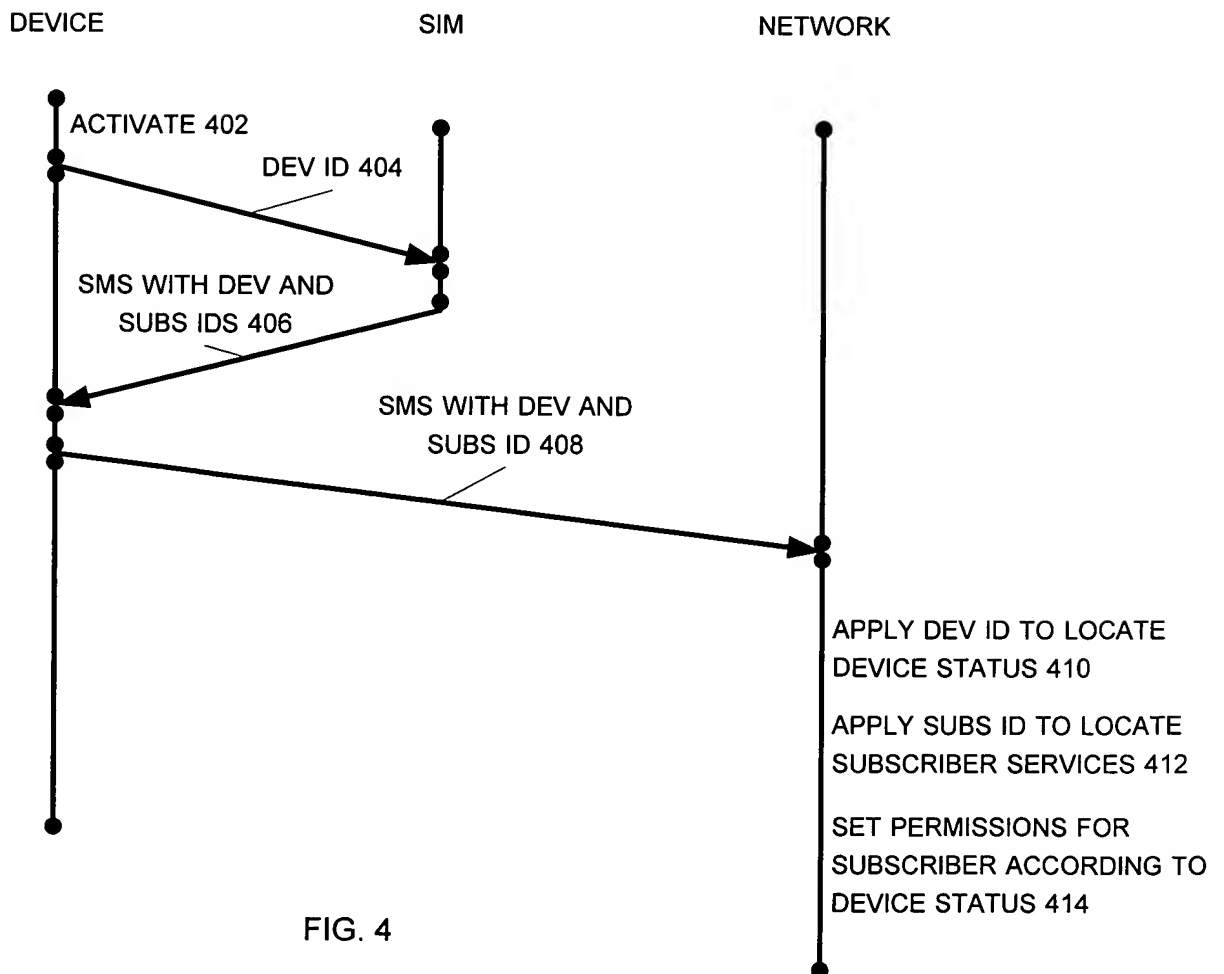 DEVICE
SIM
NETWORK
ACTIVATE 402
DEV ID 404
SMS WITH DEV AND
SUBS IDS 406
SMS WITH DEV AND
SUBS ID 408
APPLY DEV ID TO LOCATE
DEVICE STATUS 410
APPLY SUBS ID TO LOCATE
SUBSCRIBER SERVICES 412
SET PERMISSIONS FOR
SUBSCRIBER ACCORDING TO
DEVICE STATUS 414
FIG. 4